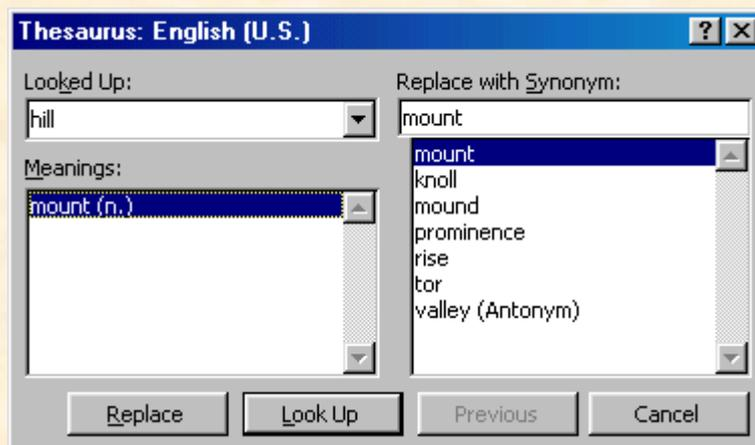 Thesaurus: English (U.S.)
Looked Up:
hill
Meanings:
mount (n.)
Replace with Synonym:
mount
mount
knoll
mound
prominence
rise
tor
valley (Antonym)
Replace
Look Up
Previous
Cancel